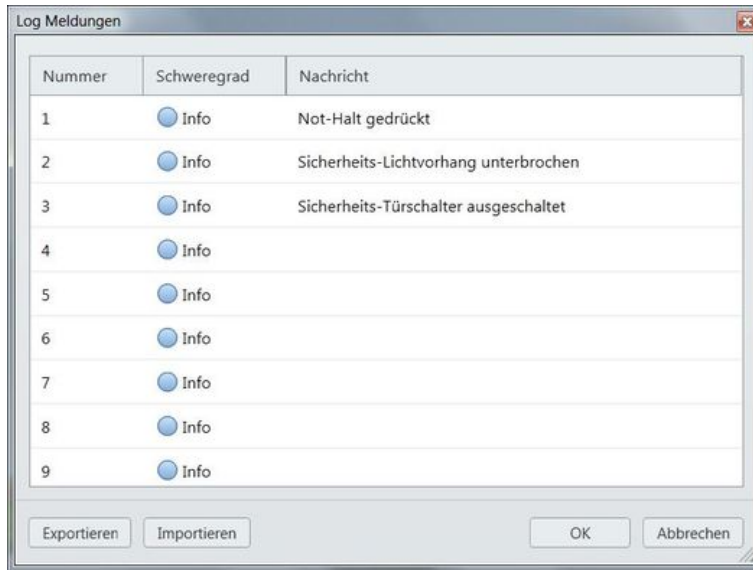 Log Meldungen
Nummer Schweregrad Nachricht
1 Info Not-Halt gedrückt
2 Info Sicherheits-Lichtvorhang unterbrochen
3 Info Sicherheits-Türschalter ausgeschaltet
4 Info
5 Info
6 Info
7 Info
8 Info
9 Info
Exportieren Importieren OK Abbrechen